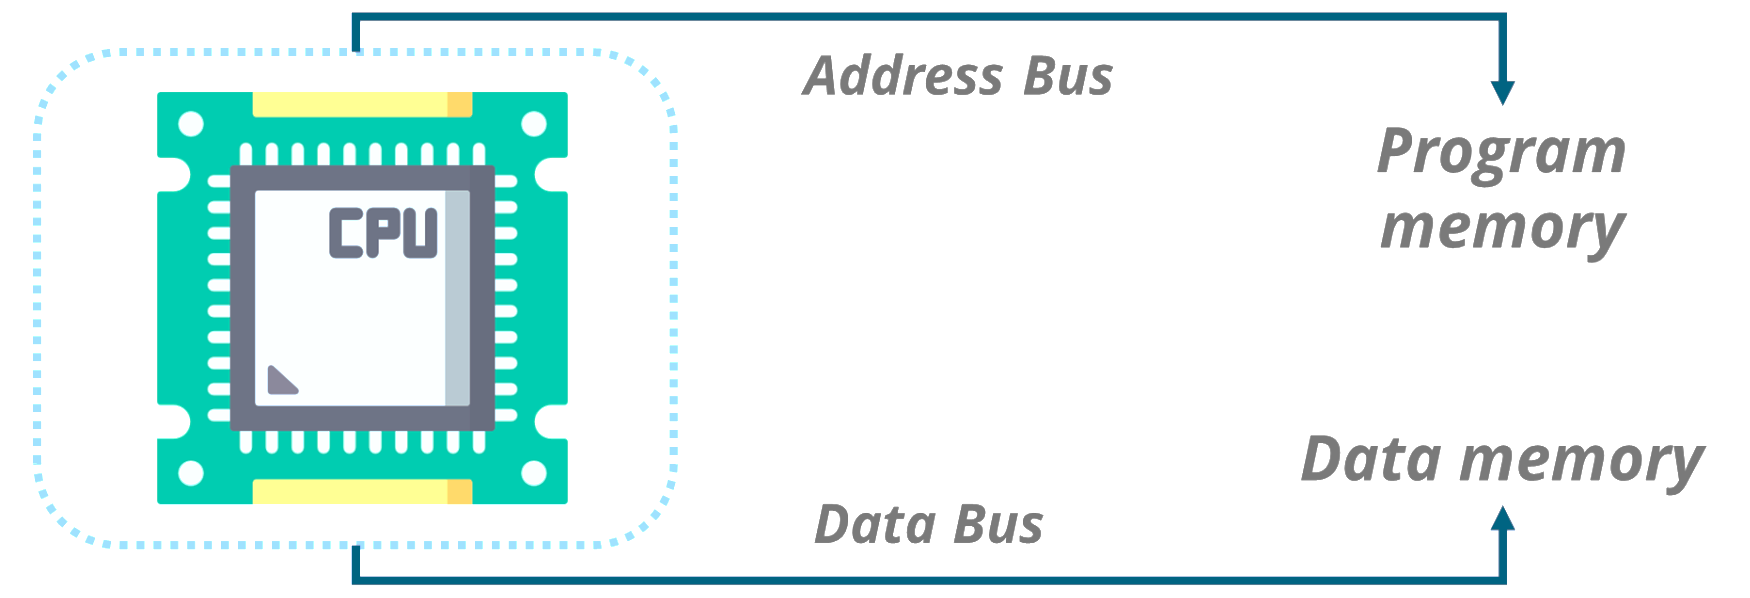 Address Bus
CPU
Program
memory
Data memory
Data Bus